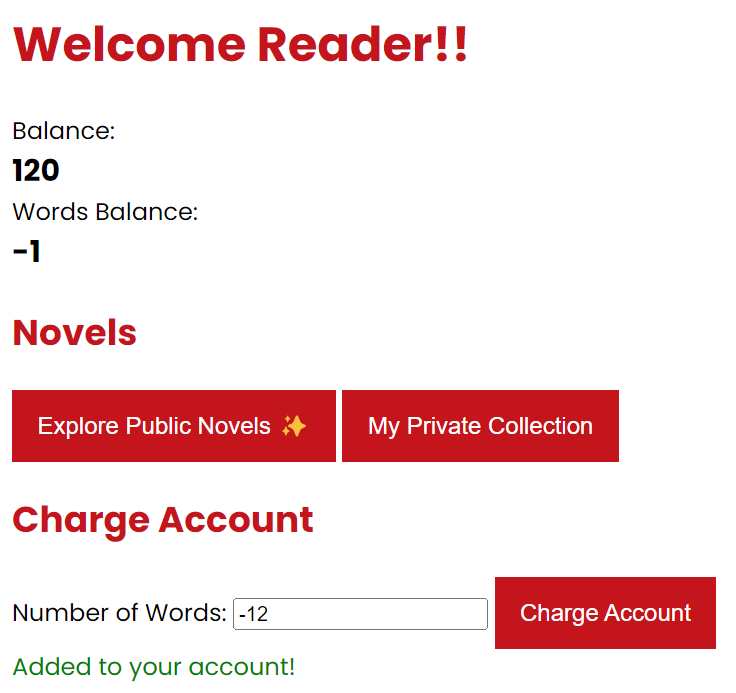 Welcome Reader!!
Balance:
120
Words Balance:
-1
Novels
Explore Public Novels ✨ My Private Collection
Charge Account
Number of Words: -12 Charge Account
Added to your account!